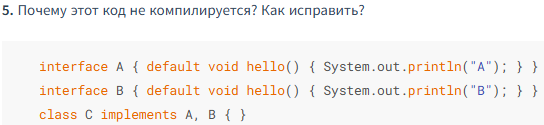 5. Почему этот код не компилируется? Как исправить?
interface A { default void hello() { System.out.println("A"); } }
interface B { default void hello() { System.out.println("B"); } }
class C implements A, B { }